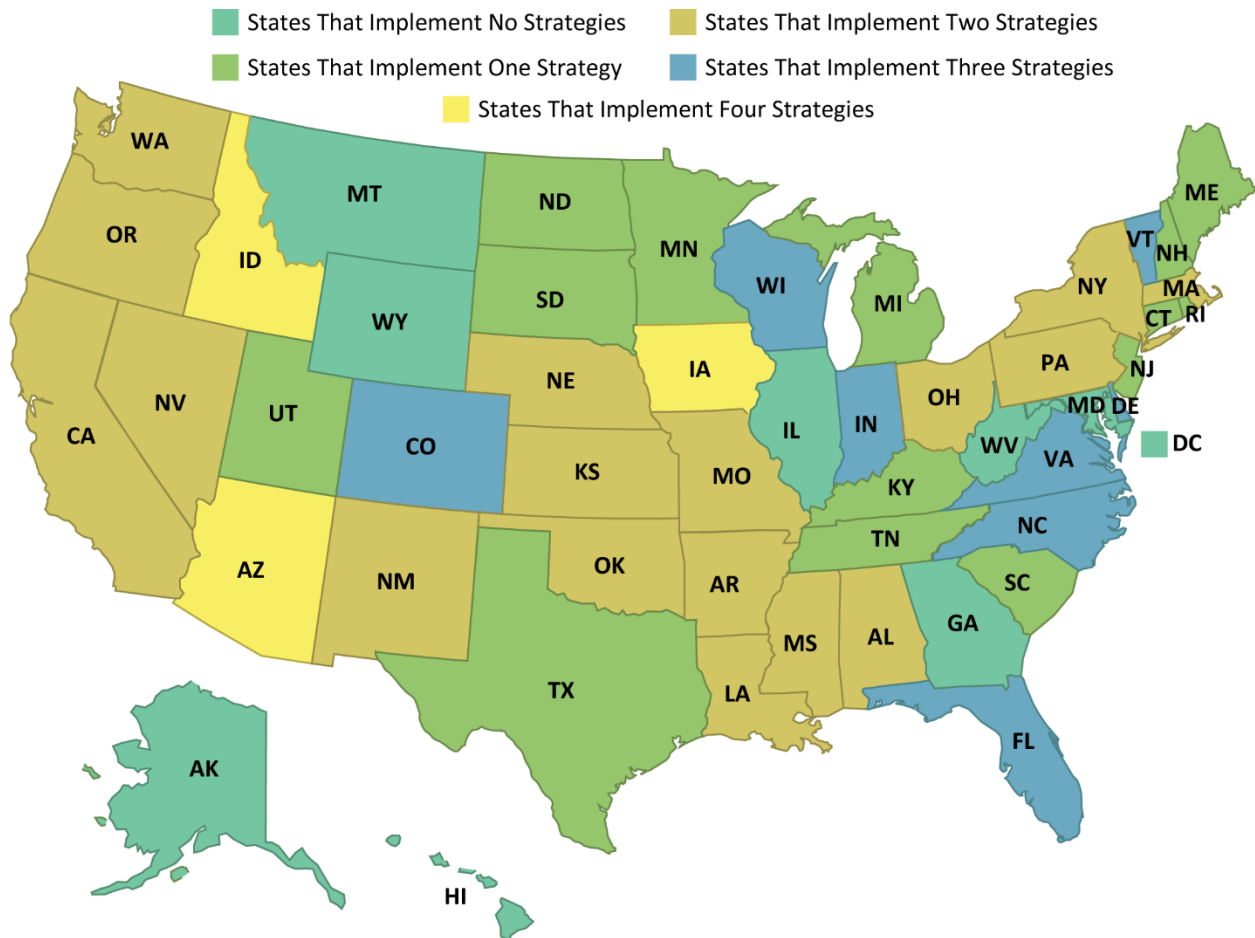 States That Implement No Strategies
States That Implement Two Strategies
States That Implement One Strategy
States That Implement Three Strategies
States That Implement Four Strategies
WA
MT
ND
MN
ME
OR
ID
SD
WI
MI
VT
NH
NY
MA
CT
RI
WY
NE
IA
PA
NJ
NV
UT
CO
IL
IN
OH
MD
DE
CA
KS
MO
WV
VA
DC
KY
NC
AZ
NM
OK
AR
TN
SC
MS
AL
GA
TX
LA
FL
AK
HI